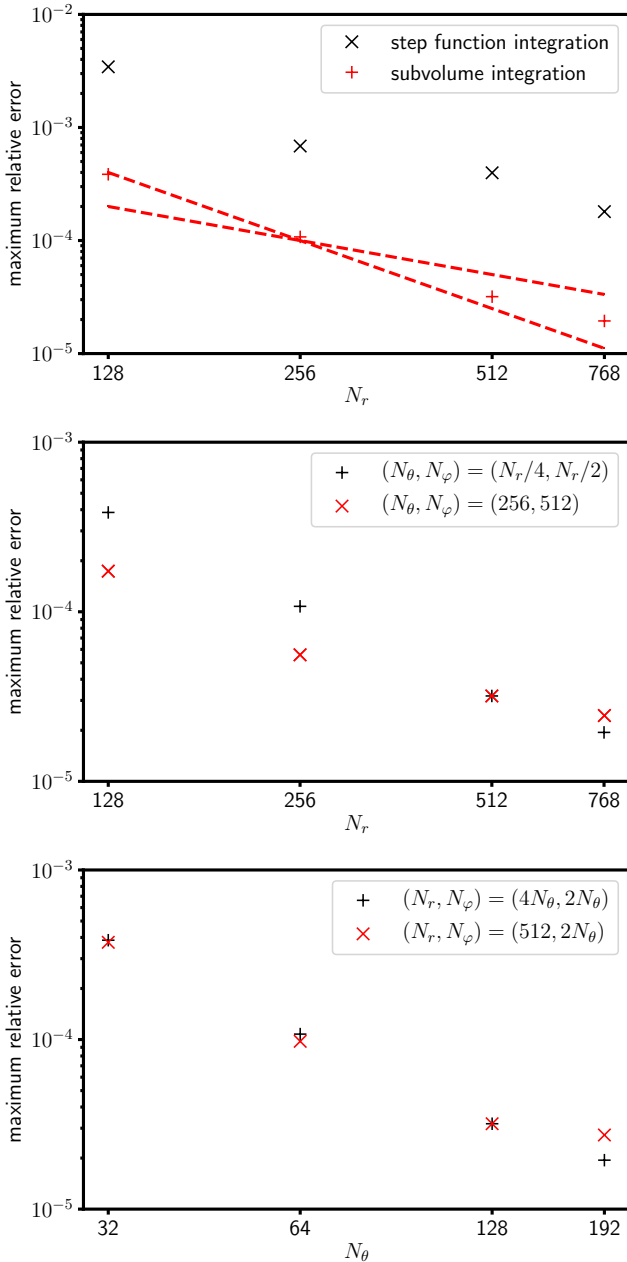 10⁻²
10⁻³
10⁻⁴
10⁻⁵
maximum relative error
step function integration
subvolume integration
128 256 512 768
N_r
10⁻³
10⁻⁴
10⁻⁵
maximum relative error
(N_θ, N_φ) = (N_r/4, N_r/2)
(N_θ, N_φ) = (256, 512)
128 256 512 768
N_r
10⁻³
10⁻⁴
10⁻⁵
maximum relative error
(N_r, N_φ) = (4N_θ, 2N_θ)
(N_r, N_φ) = (512, 2N_θ)
32 64 128 192
N_θ